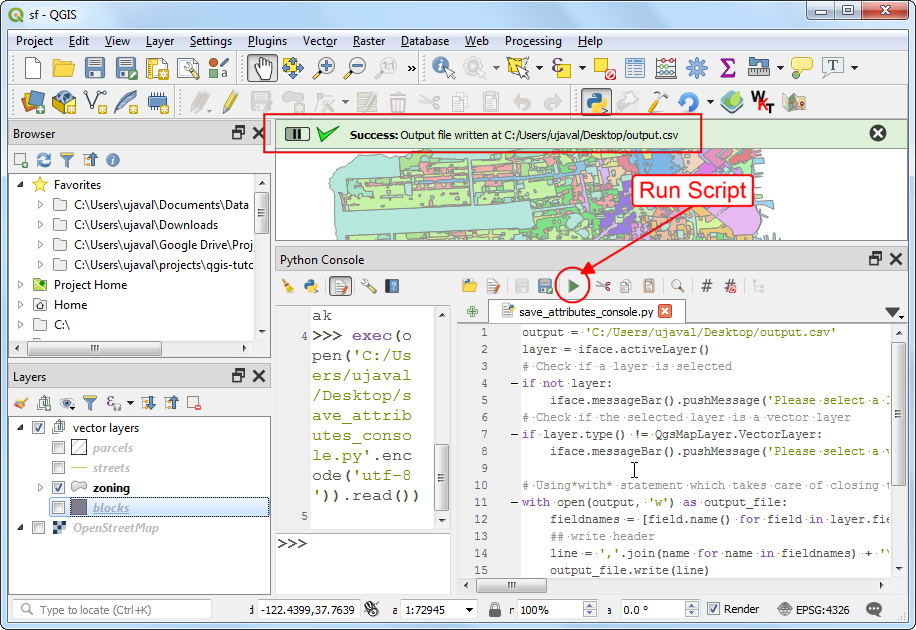 sf - QGIS
Project Edit View Layer Settings Plugins Vector Raster Database Web Processing Help
Browser
Success: Output file written at C:/Users/ujaval/Desktop/output.csv
Favorites
C:\Users\ujaval\Documents\Data
C:\Users\ujaval\Downloads
C:\Users\ujaval\Google Drive\Proj
C:\Users\ujaval\projects\qgis-tuto
Project Home
Home
C:\
Run Script
Python Console
ak
4 >>> exec(o
pen('C:/Us
ers/ujaval
/Desktop/s
ave_attrib
utes_conso
le.py'.enc
ode('utf-8
')).read())
5
>>>
save_attributes_console.py
1 output = 'C:/Users/ujaval/Desktop/output.csv'
2 layer = iface.activeLayer()
3 # Check if a layer is selected
4 if not layer:
5 iface.messageBar().pushMessage('Please select a l
6 # Check if the selected layer is a vector layer
7 if layer.type() != QgsMapLayer.VectorLayer:
8 iface.messageBar().pushMessage('Please select a v
9
10 # Using*with* statement which takes care of closing t
11 with open(output, 'w') as output_file:
12 fieldnames = [field.name() for field in layer.fie
13 ## write header
14 line = ','.join(name for name in fieldnames) + '\
15 output_file.write(line)
Layers
vector layers
parcels
streets
zoning
blocks
OpenStreetMap
Type to locate (Ctrl+K)
-122.4399,37.7639
a 1:72945
100%
a 0.0 °
Render
EPSG:4326